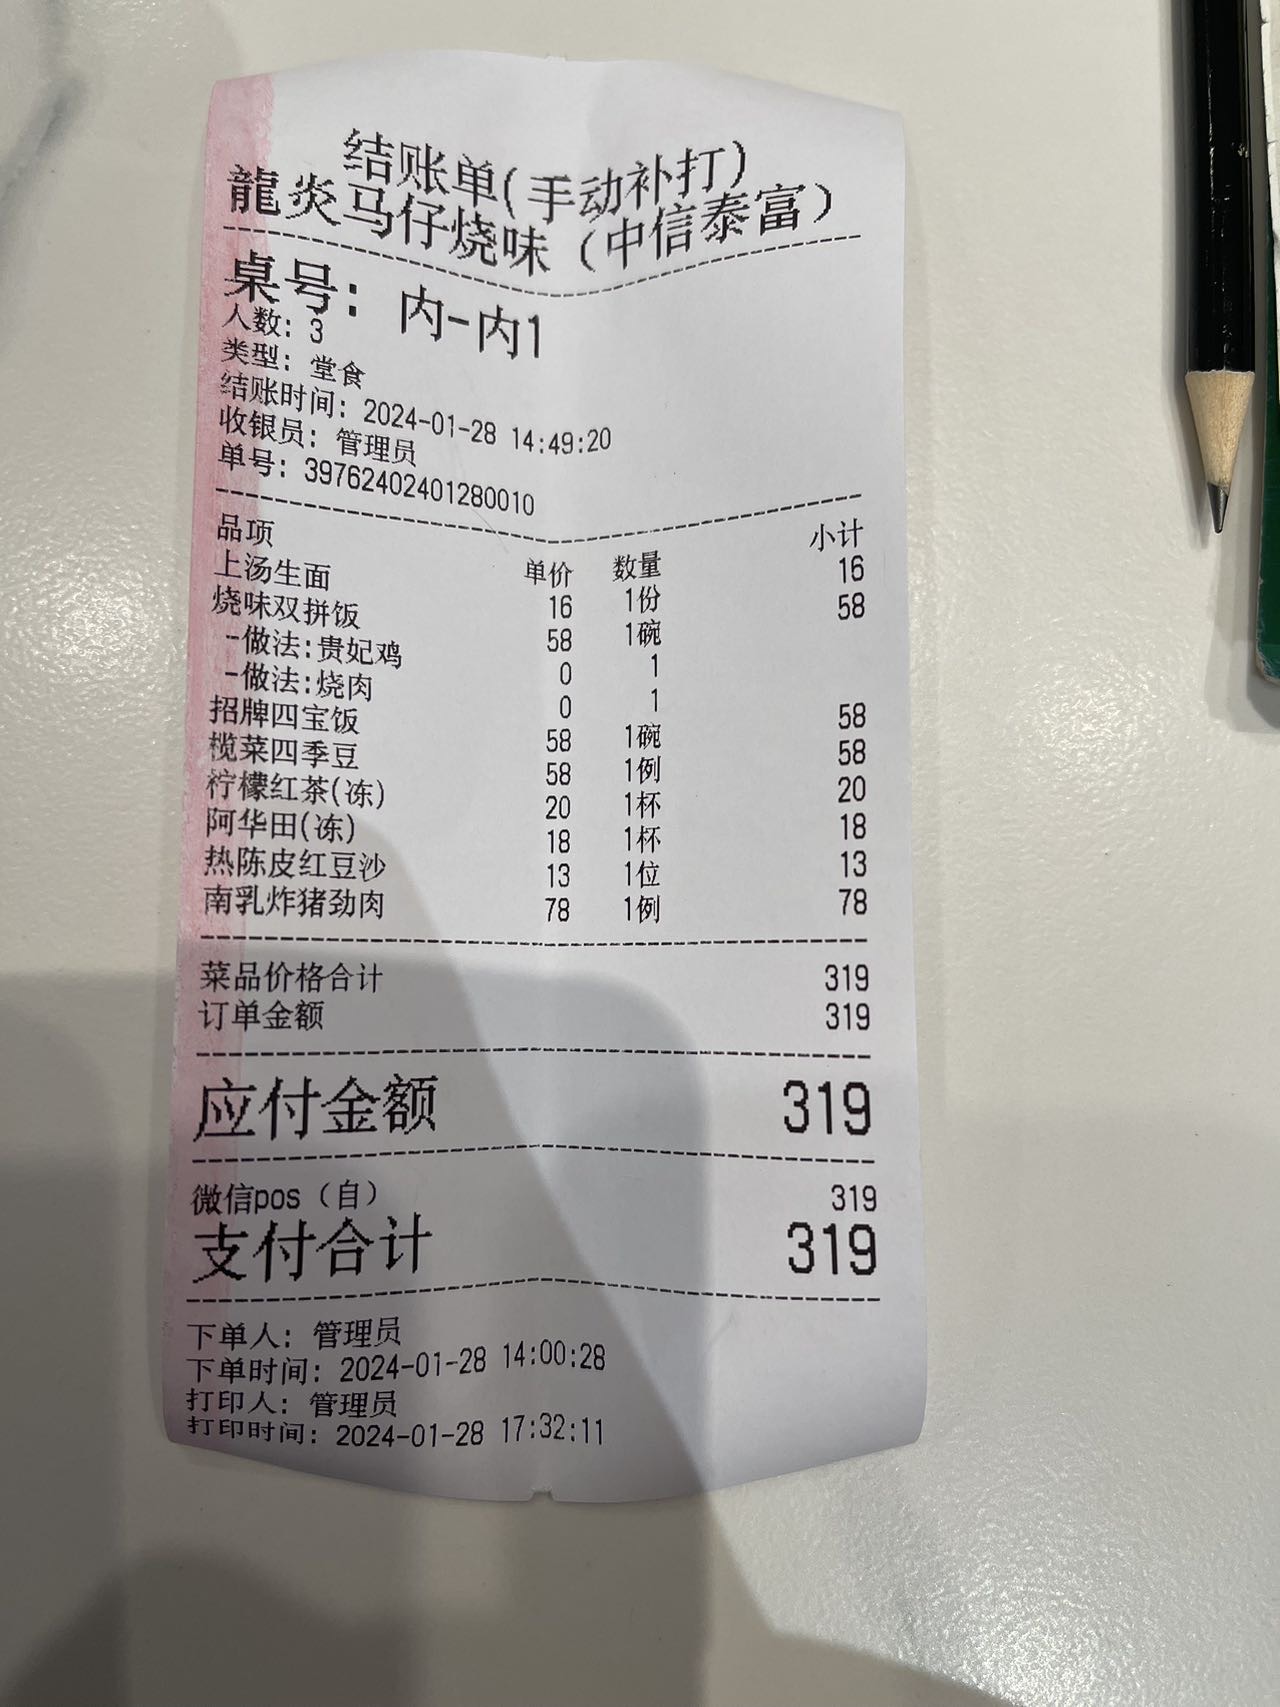 结账单(手动补打)
龍炎马仔烧味（中信泰富）
桌号: 内-内1
人数: 3
类型: 堂食
结账时间: 2024-01-28 14:49:20
收银员: 管理员
单号: 39762402401280010
品项 单价 数量 小计
上汤生面 16 1份 16
烧味双拼饭 58 1碗 58
-做法:贵妃鸡 0 1
-做法:烧肉 0 1
招牌四宝饭 58 1碗 58
榄菜四季豆 58 1例 58
柠檬红茶(冻) 20 1杯 20
阿华田(冻) 18 1杯 18
热陈皮红豆沙 13 1位 13
南乳炸猪劲肉 78 1例 78
菜品价格合计 319
订单金额 319
应付金额 319
微信pos（自） 319
支付合计 319
下单人: 管理员
下单时间: 2024-01-28 14:00:28
打印人: 管理员
打印时间: 2024-01-28 17:32:11